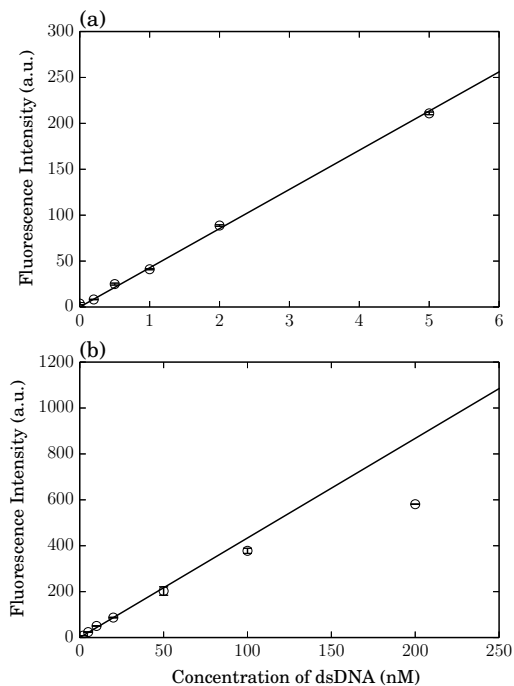 (a)
300
250
200
150
100
50
0
Fluorescence Intensity (a.u.)
0 1 2 3 4 5 6
(b)
1200
1000
800
600
400
200
0
Fluorescence Intensity (a.u.)
0 50 100 150 200 250
Concentration of dsDNA (nM)